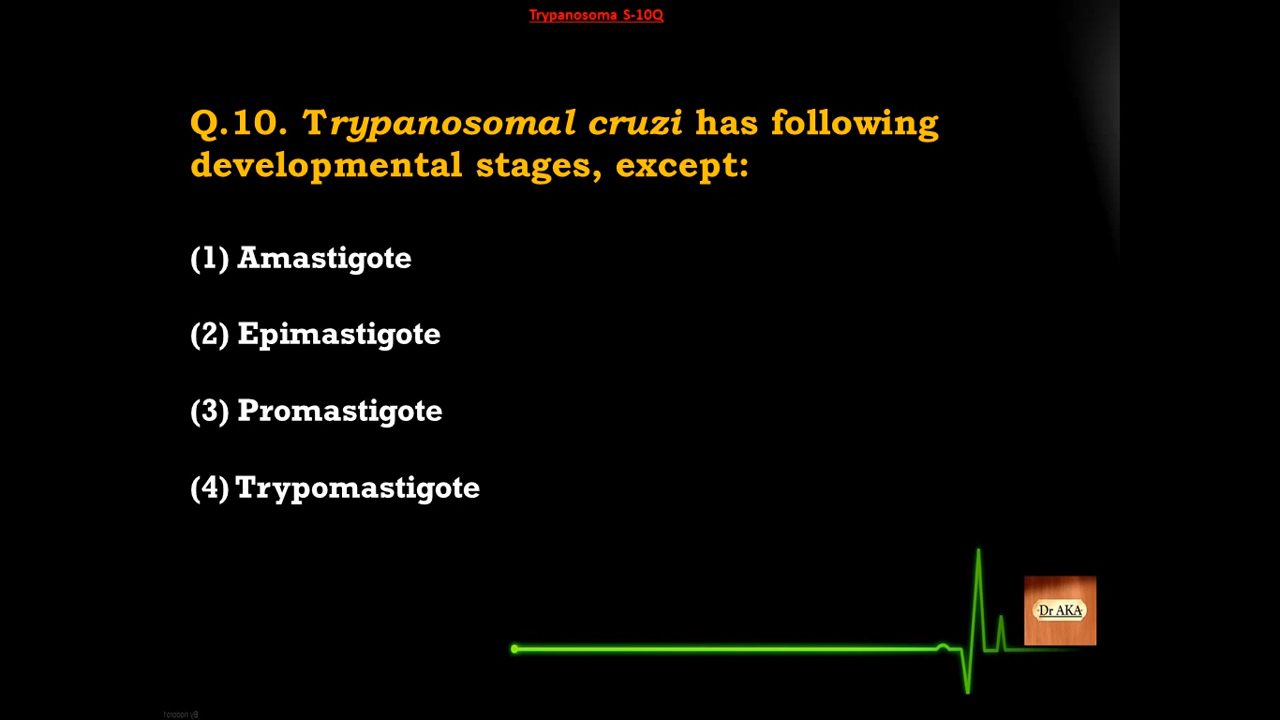 Trypanosoma S-10Q
Q.10. Trypanosomal cruzi has following
developmental stages, except:
(1) Amastigote
(2) Epimastigote
(3) Promastigote
(4) Trypomastigote
Dr AKA